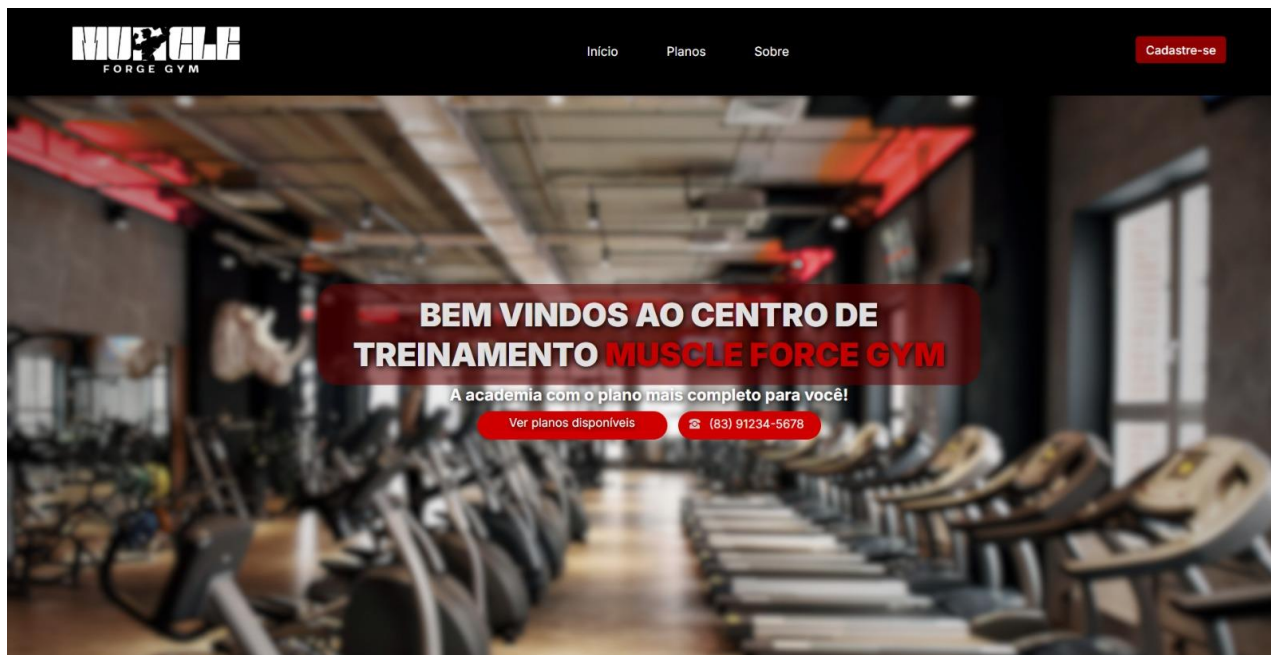 MUSCLE
FORGE GYM
Início
Planos
Sobre
Cadastre-se
BEM VINDOS AO CENTRO DE
TREINAMENTO MUSCLE FORCE GYM
A academia com o plano mais completo para você!
Ver planos disponíveis
☎ (83) 91234-5678